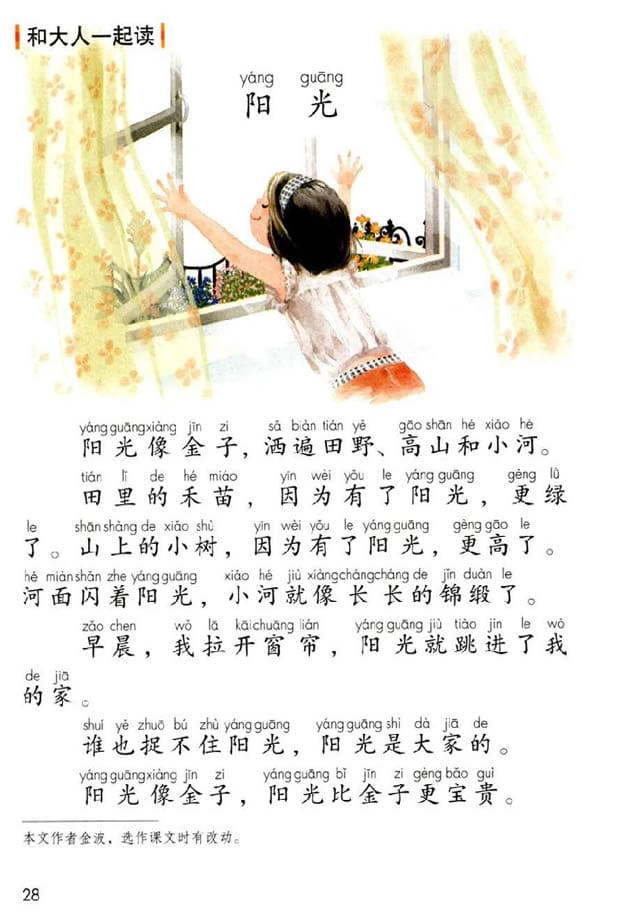 和大人一起读
yáng guāng
阳 光
yáng guāng xiàng jīn zi sǎ biàn tián yě gāo shān hé xiǎo hé
阳光像金子，洒遍田野、高山和小河。
tián lǐ de hé miáo yīn wèi yǒu le yáng guāng gèng lǜ
田里的禾苗，因为有了阳光，更绿
le shān shàng de xiǎo shù yīn wèi yǒu le yáng guāng gèng gāo le
了。山上的小树，因为有了阳光，更高了。
hé miàn shǎn zhe yáng guāng xiǎo hé jiù xiàng cháng cháng de jǐn duàn le
河面闪着阳光，小河就像长长的锦缎了。
zǎo chen wǒ lā kāi chuāng lián yáng guāng jiù tiào jìn le wǒ
早晨，我拉开窗帘，阳光就跳进了我
de jiā
的家。
shuí yě zhuō bú zhù yáng guāng yáng guāng shì dà jiā de
谁也捉不住阳光，阳光是大家的。
yáng guāng xiàng jīn zi yáng guāng bǐ jīn zi gèng bǎo guì
阳光像金子，阳光比金子更宝贵。
本文作者金波，选作课文时有改动。
28